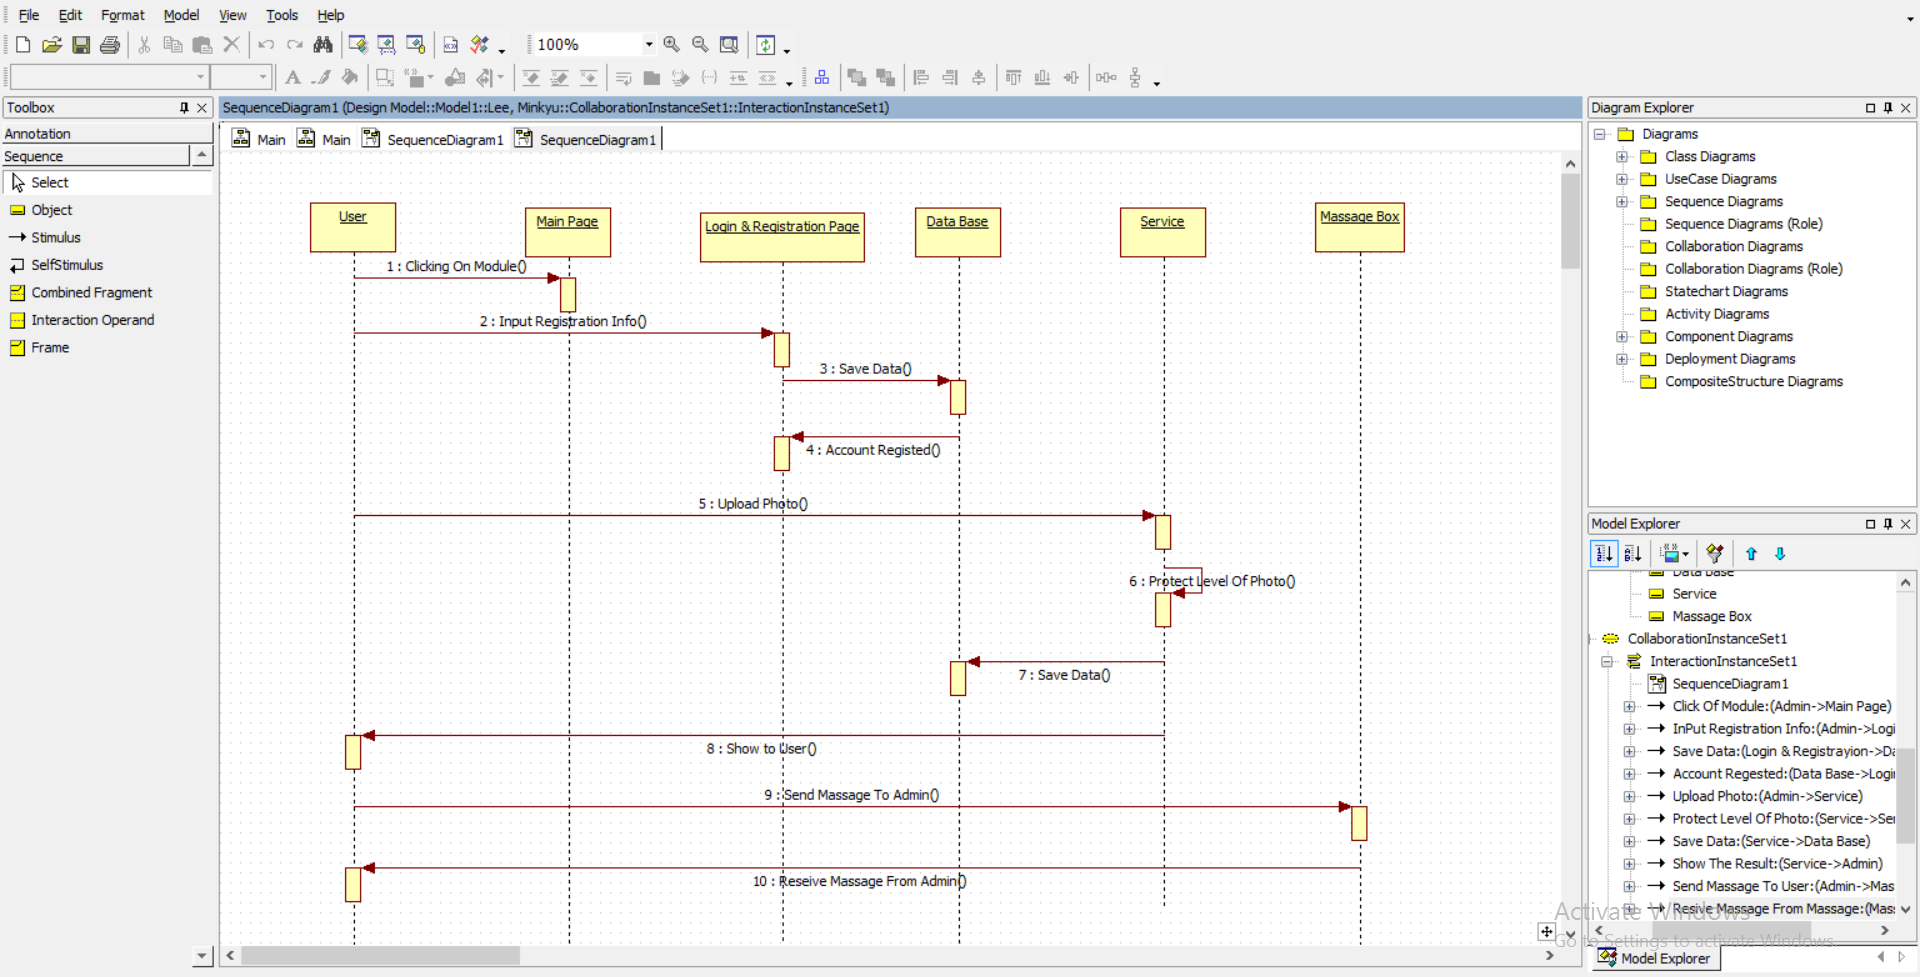 File Edit Format Model View Tools Help
100%
Toolbox
Annotation
Sequence
Select
Object
Stimulus
SelfStimulus
Combined Fragment
Interaction Operand
Frame
SequenceDiagram1 (Design Model::Model1::Lee, Minkyu::CollaborationInstanceSet1::InteractionInstanceSet1)
Main Main SequenceDiagram1 SequenceDiagram1
User
Main Page
Login & Registration Page
Data Base
Service
Massage Box
1 : Clicking On Module()
2 : Input Registration Info()
3 : Save Data()
4 : Account Registed()
5 : Upload Photo()
6 : Protect Level Of Photo()
7 : Save Data()
8 : Show to User()
9 : Send Massage To Admin()
10 : Reseive Massage From Admin()
Diagram Explorer
Diagrams
Class Diagrams
UseCase Diagrams
Sequence Diagrams
Sequence Diagrams (Role)
Collaboration Diagrams
Collaboration Diagrams (Role)
Statechart Diagrams
Activity Diagrams
Component Diagrams
Deployment Diagrams
CompositeStructure Diagrams
Model Explorer
Data Base
Service
Massage Box
CollaborationInstanceSet1
InteractionInstanceSet1
SequenceDiagram1
Click Of Module:(Admin->Main Page)
InPut Registration Info:(Admin->Logi
Save Data:(Login & Registrayion->Da
Account Regested:(Data Base->Logi
Upload Photo:(Admin->Service)
Protect Level Of Photo:(Service->Se
Save Data:(Service->Data Base)
Show The Result:(Service->Admin)
Send Massage To User:(Admin->Mas
Resive Massage From Massage:(Mas
Activate Windows
Go to Settings to activate Windows.
Model Explorer